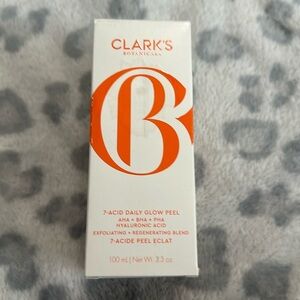 CLARK'S
BOTANICALS
7-ACID DAILY GLOW PEEL
AHA + BHA + PHA
HYALURONIC ACID
EXFOLIATING + REGENERATING BLEND
7-ACIDE PEEL ECLAT
100 mL | Net Wt. 3.3 oz.